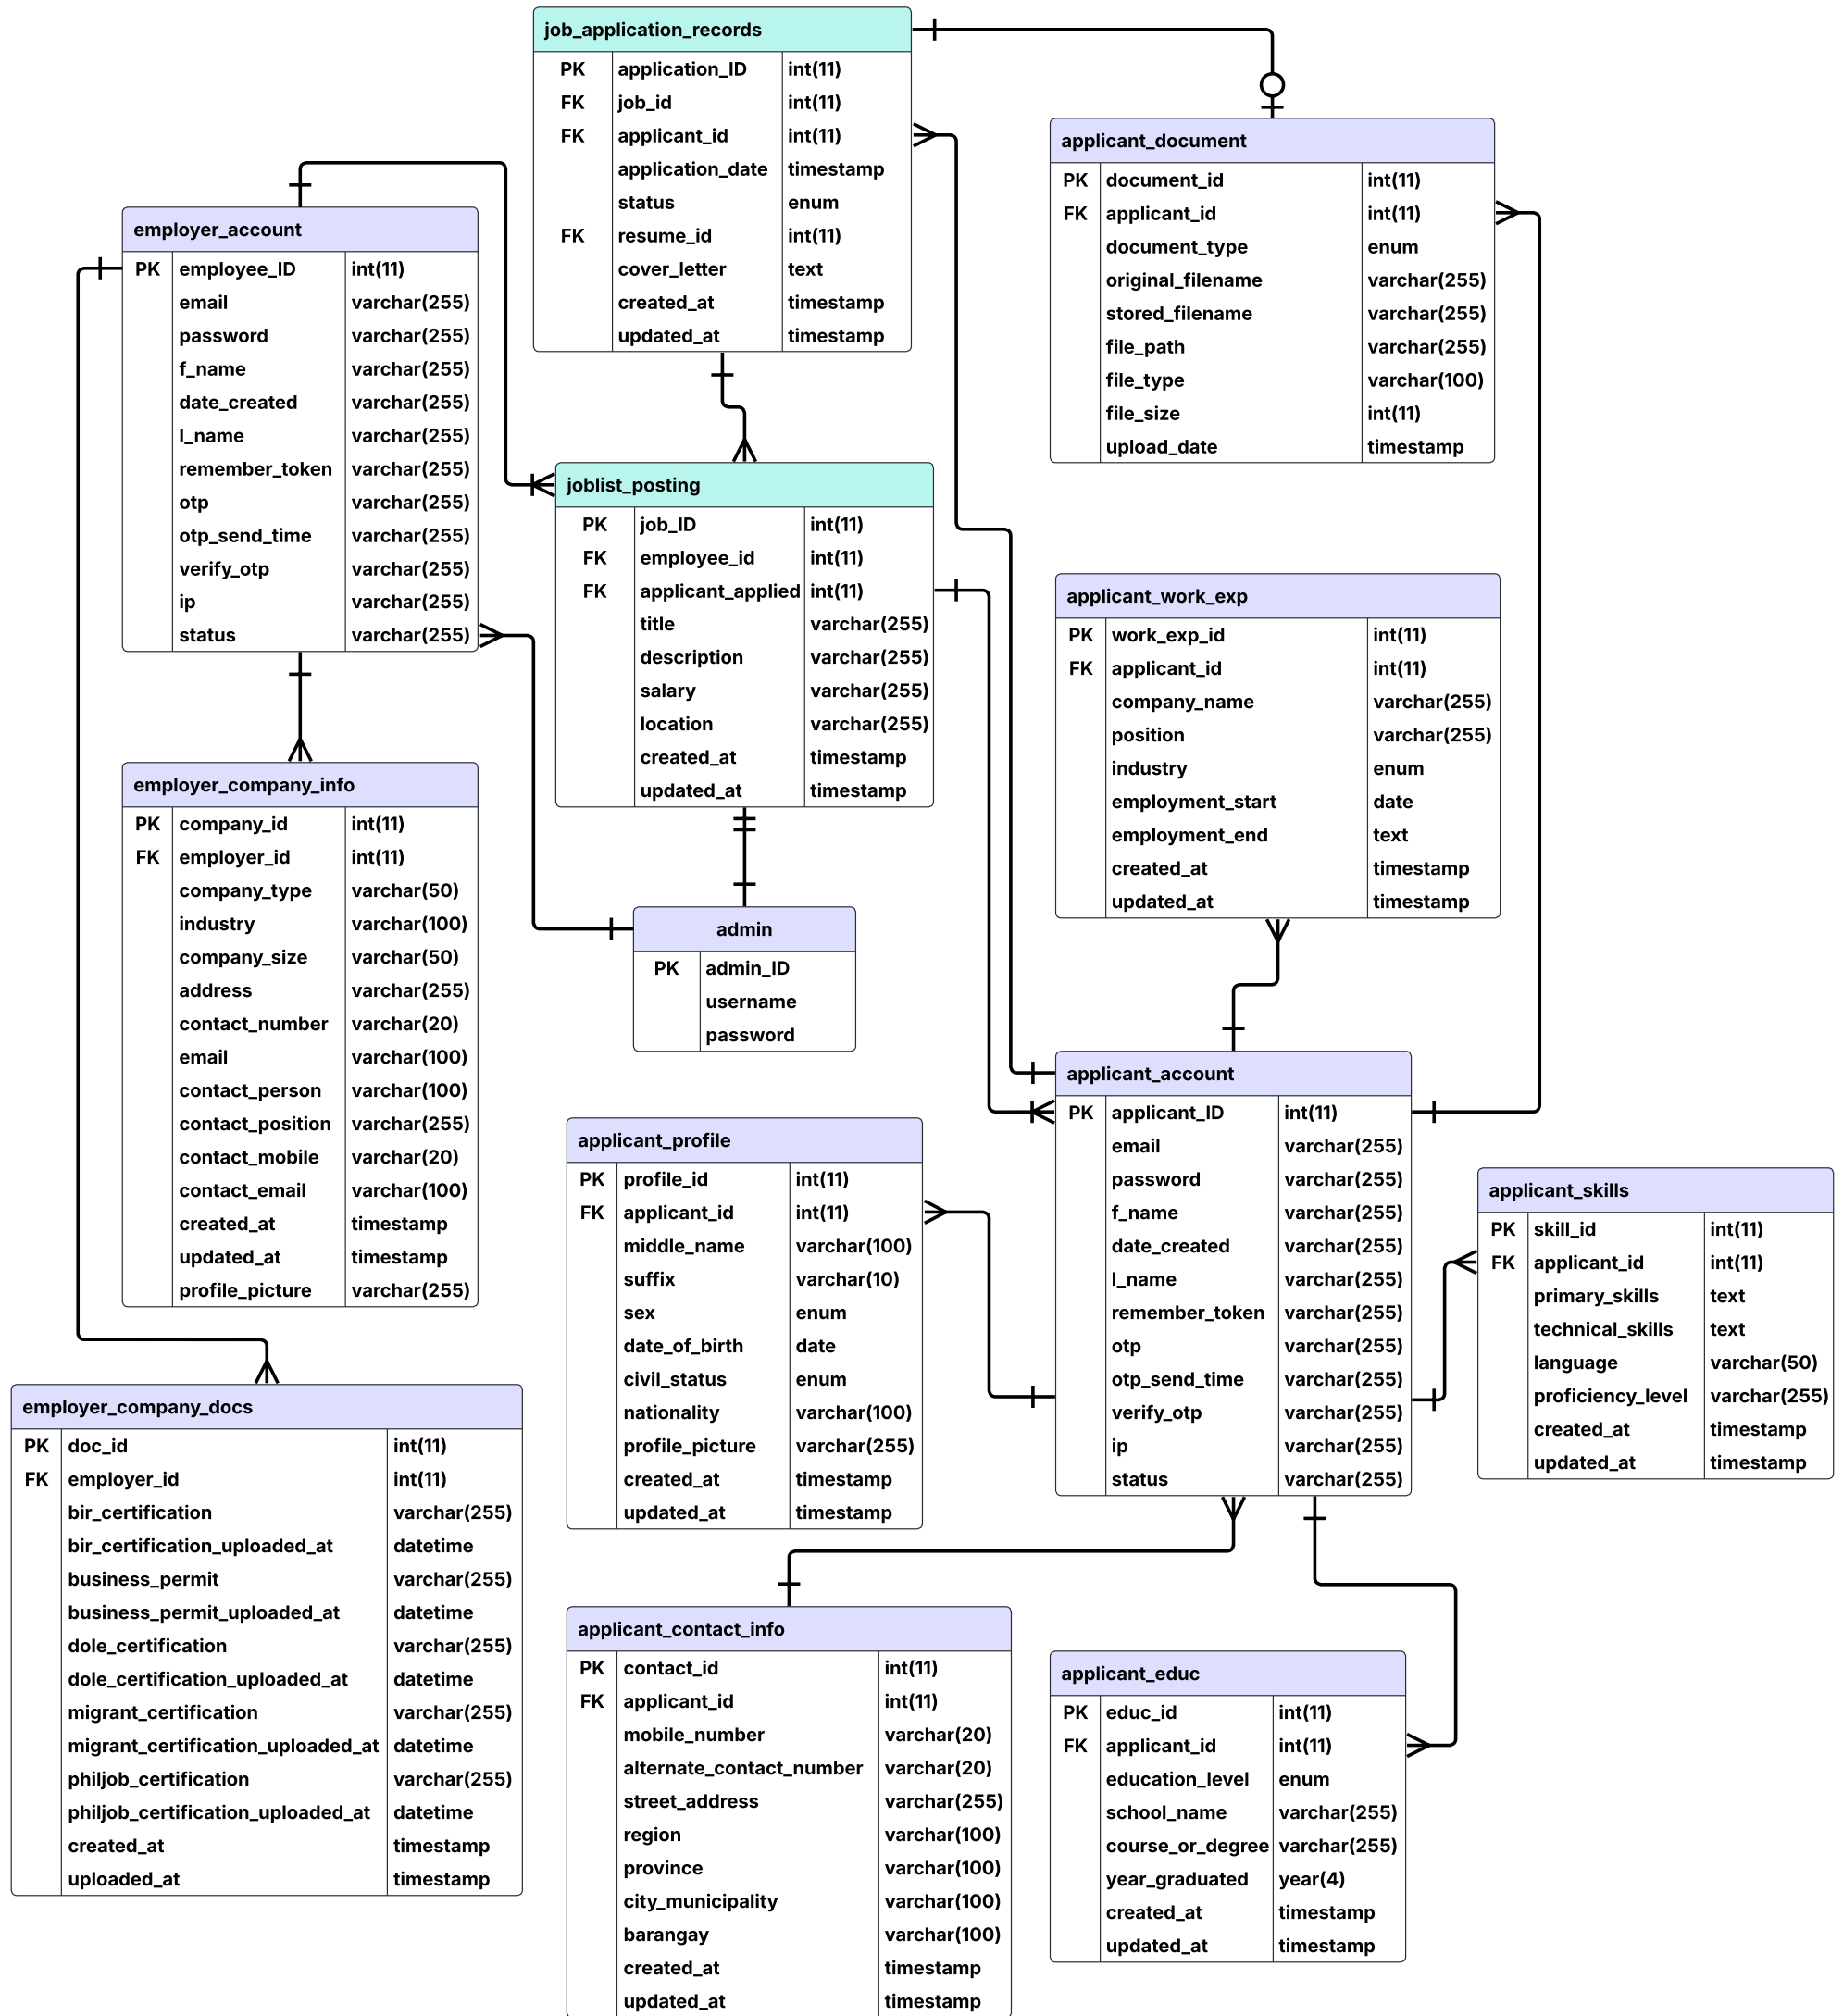 job_application_records
PK application_ID int(11)
FK job_id int(11)
FK applicant_id int(11)
application_date timestamp
status enum
FK resume_id int(11)
cover_letter text
created_at timestamp
updated_at timestamp
applicant_document
PK document_id int(11)
FK applicant_id int(11)
document_type enum
original_filename varchar(255)
stored_filename varchar(255)
file_path varchar(255)
file_type varchar(100)
file_size int(11)
upload_date timestamp
employer_account
PK employee_ID int(11)
email varchar(255)
password varchar(255)
f_name varchar(255)
date_created varchar(255)
l_name varchar(255)
remember_token varchar(255)
otp varchar(255)
otp_send_time varchar(255)
verify_otp varchar(255)
ip varchar(255)
status varchar(255)
joblist_posting
PK job_ID int(11)
FK employee_id int(11)
FK applicant_applied int(11)
title varchar(255)
description varchar(255)
salary varchar(255)
location varchar(255)
created_at timestamp
updated_at timestamp
applicant_work_exp
PK work_exp_id int(11)
FK applicant_id int(11)
company_name varchar(255)
position varchar(255)
industry enum
employment_start date
employment_end text
created_at timestamp
updated_at timestamp
employer_company_info
PK company_id int(11)
FK employer_id int(11)
company_type varchar(50)
industry varchar(100)
company_size varchar(50)
address varchar(255)
contact_number varchar(20)
email varchar(100)
contact_person varchar(100)
contact_position varchar(255)
contact_mobile varchar(20)
contact_email varchar(100)
created_at timestamp
updated_at timestamp
profile_picture varchar(255)
admin
PK admin_ID
username
password
applicant_account
PK applicant_ID int(11)
email varchar(255)
password varchar(255)
f_name varchar(255)
date_created varchar(255)
l_name varchar(255)
remember_token varchar(255)
otp varchar(255)
otp_send_time varchar(255)
verify_otp varchar(255)
ip varchar(255)
status varchar(255)
applicant_profile
PK profile_id int(11)
FK applicant_id int(11)
middle_name varchar(100)
suffix varchar(10)
sex enum
date_of_birth date
civil_status enum
nationality varchar(100)
profile_picture varchar(255)
created_at timestamp
updated_at timestamp
applicant_skills
PK skill_id int(11)
FK applicant_id int(11)
primary_skills text
technical_skills text
language varchar(50)
proficiency_level varchar(255)
created_at timestamp
updated_at timestamp
employer_company_docs
PK doc_id int(11)
FK employer_id int(11)
bir_certification varchar(255)
bir_certification_uploaded_at datetime
business_permit varchar(255)
business_permit_uploaded_at datetime
dole_certification varchar(255)
dole_certification_uploaded_at datetime
migrant_certification varchar(255)
migrant_certification_uploaded_at datetime
philjob_certification varchar(255)
philjob_certification_uploaded_at datetime
created_at timestamp
uploaded_at timestamp
applicant_contact_info
PK contact_id int(11)
FK applicant_id int(11)
mobile_number varchar(20)
alternate_contact_number varchar(20)
street_address varchar(255)
region varchar(100)
province varchar(100)
city_municipality varchar(100)
barangay varchar(100)
created_at timestamp
updated_at timestamp
applicant_educ
PK educ_id int(11)
FK applicant_id int(11)
education_level enum
school_name varchar(255)
course_or_degree varchar(255)
year_graduated year(4)
created_at timestamp
updated_at timestamp